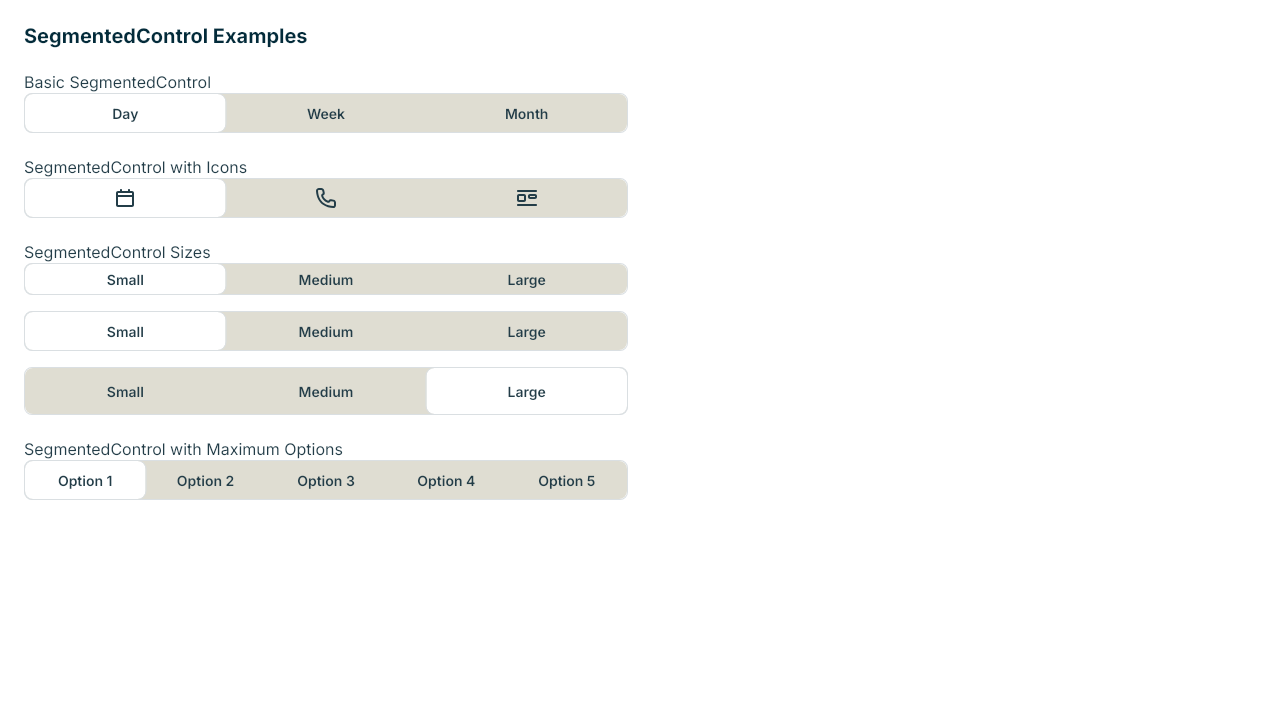 SegmentedControl Examples
Basic SegmentedControl
Day Week Month
SegmentedControl with Icons
SegmentedControl Sizes
Small Medium Large
Small Medium Large
Small Medium Large
SegmentedControl with Maximum Options
Option 1 Option 2 Option 3 Option 4 Option 5